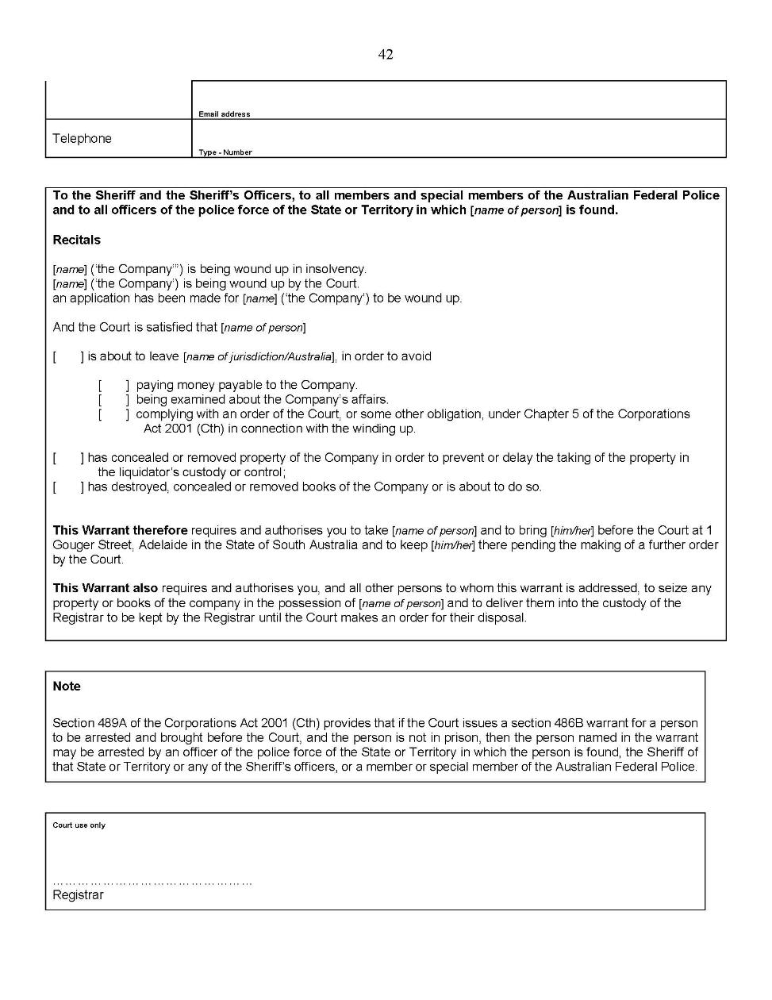 42
Email address
Telephone
Type - Number
To the Sheriff and the Sheriff's Officers, to all members and special members of the Australian Federal Police
and to all officers of the police force of the State or Territory in which [name of person] is found.
Recitals
[name] ('the Company'") is being wound up in insolvency.
[name] ('the Company') is being wound up by the Court.
an application has been made for [name] ('the Company') to be wound up.
And the Court is satisfied that [name of person]
[ ] is about to leave [name of jurisdiction/Australia], in order to avoid
[ ] paying money payable to the Company.
[ ] being examined about the Company's affairs.
[ ] complying with an order of the Court, or some other obligation, under Chapter 5 of the Corporations
Act 2001 (Cth) in connection with the winding up.
[ ] has concealed or removed property of the Company in order to prevent or delay the taking of the property in
the liquidator's custody or control;
[ ] has destroyed, concealed or removed books of the Company or is about to do so.
This Warrant therefore requires and authorises you to take [name of person] and to bring [him/her] before the Court at 1
Gouger Street, Adelaide in the State of South Australia and to keep [him/her] there pending the making of a further order
by the Court.
This Warrant also requires and authorises you, and all other persons to whom this warrant is addressed, to seize any
property or books of the company in the possession of [name of person] and to deliver them into the custody of the
Registrar to be kept by the Registrar until the Court makes an order for their disposal.
Note
Section 489A of the Corporations Act 2001 (Cth) provides that if the Court issues a section 486B warrant for a person
to be arrested and brought before the Court, and the person is not in prison, then the person named in the warrant
may be arrested by an officer of the police force of the State or Territory in which the person is found, the Sheriff of
that State or Territory or any of the Sheriff's officers, or a member or special member of the Australian Federal Police.
Court use only
…………………………………………
Registrar